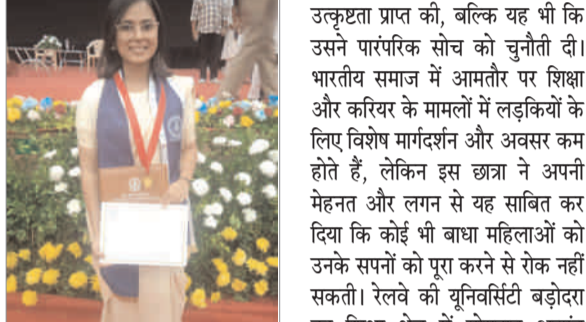 उत्कृष्टता प्राप्त की, बल्कि यह भी कि
उसने पारंपरिक सोच को चुनौती दी।
भारतीय समाज में आमतौर पर शिक्षा
और करियर के मामलों में लड़कियों के
लिए विशेष मार्गदर्शन और अवसर कम
होते हैं, लेकिन इस छात्रा ने अपनी
मेहनत और लगन से यह साबित कर
दिया कि कोई भी बाधा महिलाओं को
उनके सपनों को पूरा करने से रोक नहीं
सकती। रेलवे की यूनिवर्सिटी बड़ोदरा